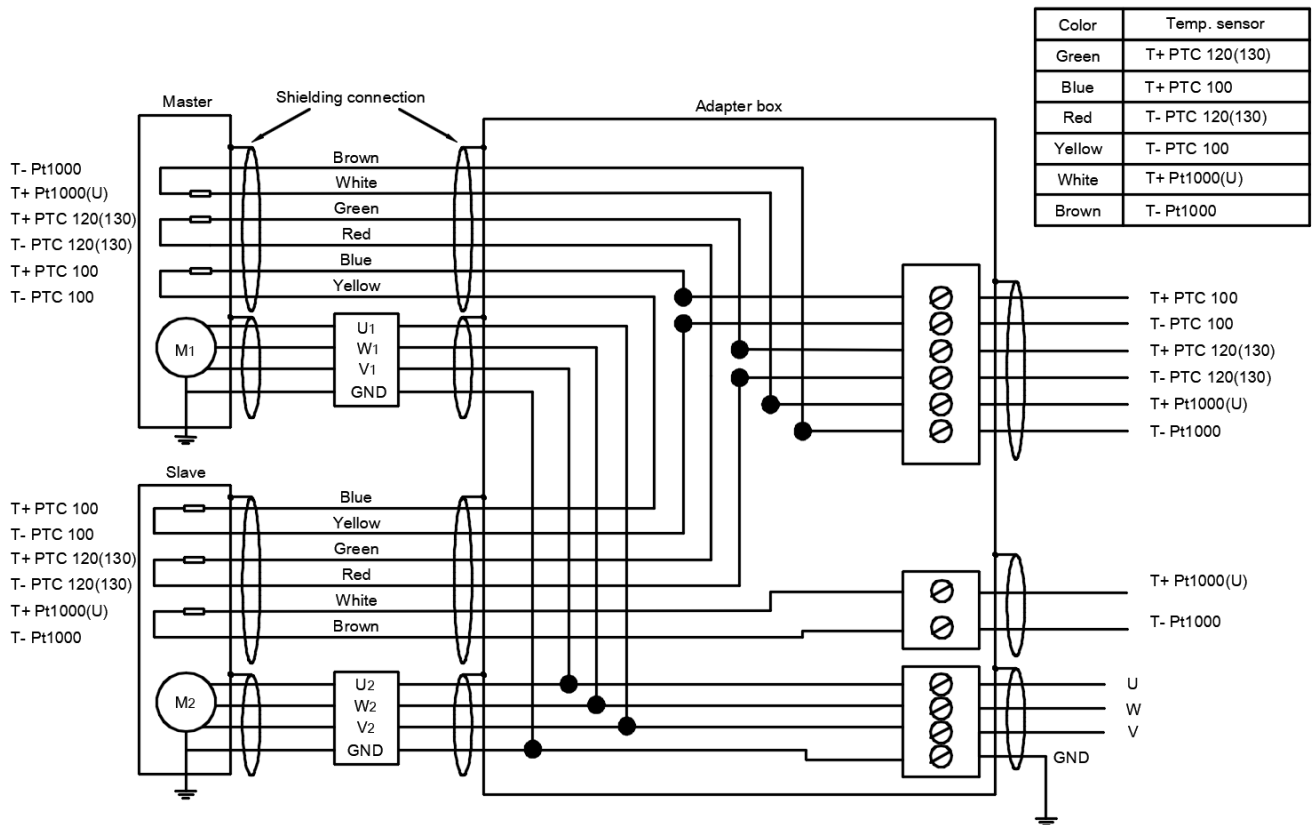 Color Temp. sensor
Green T+ PTC 120(130)
Blue T+ PTC 100
Red T- PTC 120(130)
Yellow T- PTC 100
White T+ Pt1000(U)
Brown T- Pt1000
Master
Shielding connection
Adapter box
T- Pt1000
T+ Pt1000(U)
T+ PTC 120(130)
T- PTC 120(130)
T+ PTC 100
T- PTC 100
Brown
White
Green
Red
Blue
Yellow
M1
U1
W1
V1
GND
T+ PTC 100
T- PTC 100
T+ PTC 120(130)
T- PTC 120(130)
T+ Pt1000(U)
T- Pt1000
Slave
T+ PTC 100
T- PTC 100
T+ PTC 120(130)
T- PTC 120(130)
T+ Pt1000(U)
T- Pt1000
Blue
Yellow
Green
Red
White
Brown
T+ Pt1000(U)
T- Pt1000
M2
U2
W2
V2
GND
U
W
V
GND